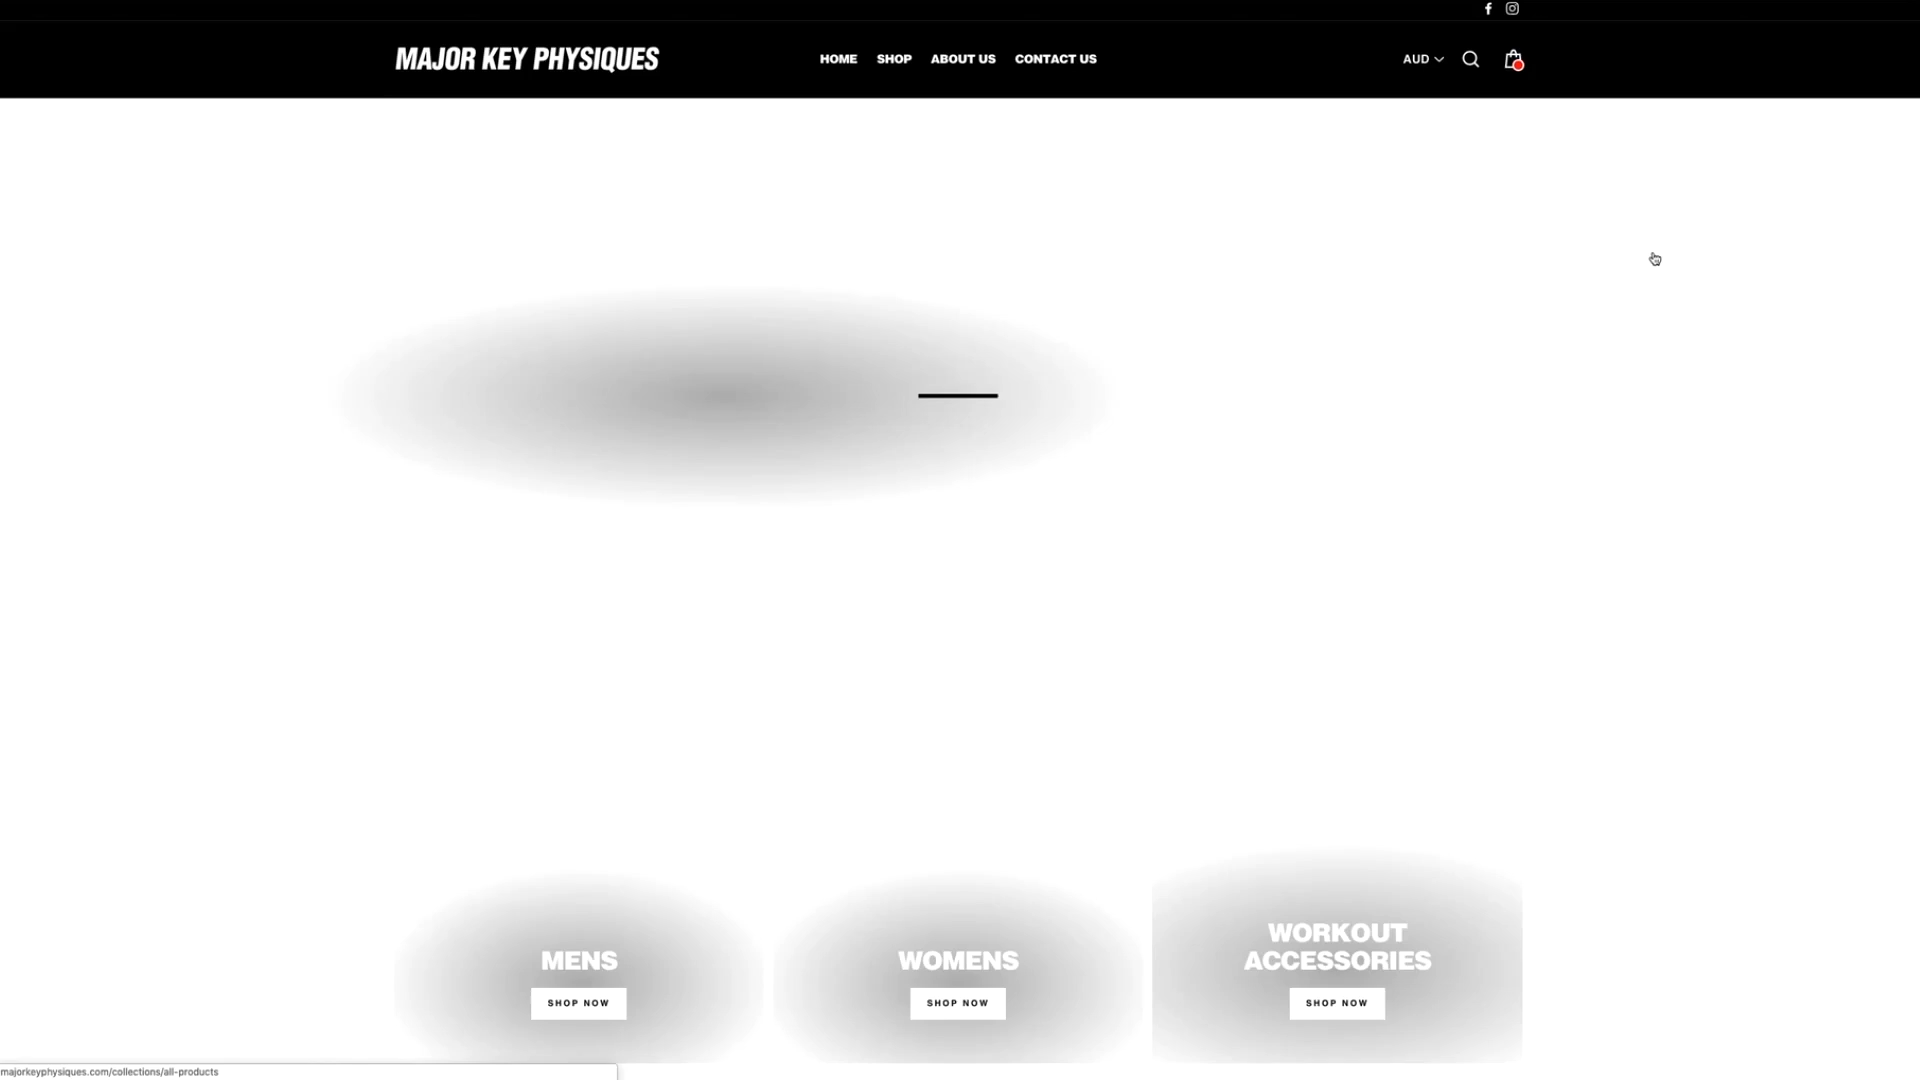 MAJOR KEY PHYSIQUES
HOME SHOP ABOUT US CONTACT US
AUD
MENS
SHOP NOW
WOMENS
SHOP NOW
WORKOUT
ACCESSORIES
SHOP NOW
majorkeyphysiques.com/collections/all-products